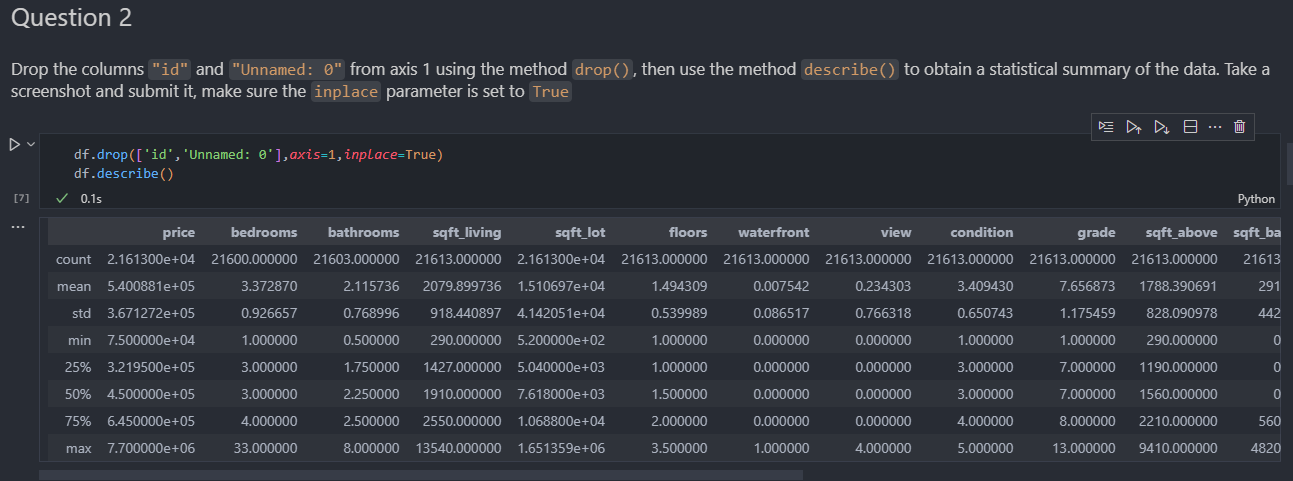 Question 2
Drop the columns "id" and "Unnamed: 0" from axis 1 using the method drop(), then use the method describe() to obtain a statistical summary of the data. Take a
screenshot and submit it, make sure the inplace parameter is set to True
df.drop(['id','Unnamed: 0'],axis=1,inplace=True)
df.describe()
[7] 0.1s Python
price bedrooms bathrooms sqft_living sqft_lot floors waterfront view condition grade sqft_above sqft_ba
count 2.161300e+04 21600.000000 21603.000000 21613.000000 2.161300e+04 21613.000000 21613.000000 21613.000000 21613.000000 21613.000000 21613.000000 21613
mean 5.400881e+05 3.372870 2.115736 2079.899736 1.510697e+04 1.494309 0.007542 0.234303 3.409430 7.656873 1788.390691 291
std 3.671272e+05 0.926657 0.768996 918.440897 4.142051e+04 0.539989 0.086517 0.766318 0.650743 1.175459 828.090978 442
min 7.500000e+04 1.000000 0.500000 290.000000 5.200000e+02 1.000000 0.000000 0.000000 1.000000 1.000000 290.000000 0
25% 3.219500e+05 3.000000 1.750000 1427.000000 5.040000e+03 1.000000 0.000000 0.000000 3.000000 7.000000 1190.000000 0
50% 4.500000e+05 3.000000 2.250000 1910.000000 7.618000e+03 1.500000 0.000000 0.000000 3.000000 7.000000 1560.000000 0
75% 6.450000e+05 4.000000 2.500000 2550.000000 1.068800e+04 2.000000 0.000000 0.000000 4.000000 8.000000 2210.000000 560
max 7.700000e+06 33.000000 8.000000 13540.000000 1.651359e+06 3.500000 1.000000 4.000000 5.000000 13.000000 9410.000000 4820